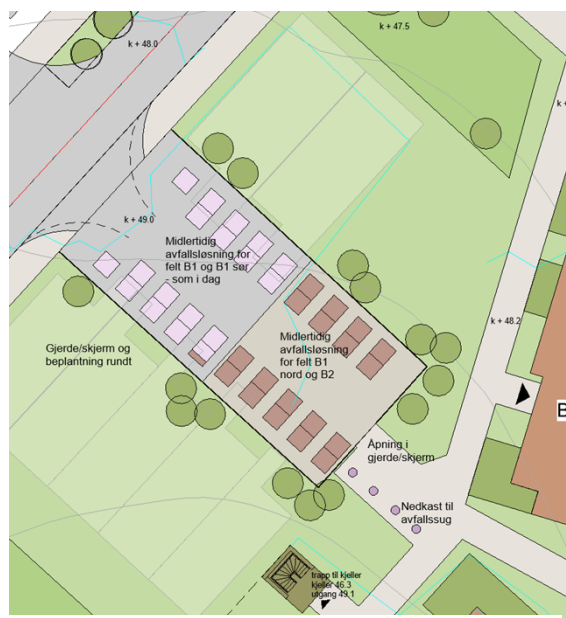 k + 47.5
k + 48.0
k +
k + 49.0
Midlertidig
avfallsløsning for
felt B1 og B1 sør
- som i dag
k + 48.2
Midlertidig
avfallsløsning
for felt B1
nord og B2
Gjerde/skjerm og
beplantning rundt
B
Åpning i
gjerde/skjerm
Nedkast til
avfallssug
trapp til kjeller
kjeller 46.3
utgang 49.1